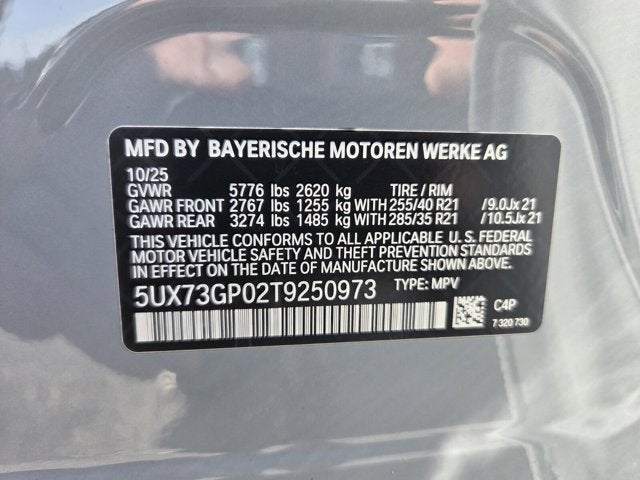 MFD BY BAYERISCHE MOTOREN WERKE AG
10/25
GVWR 5776 lbs 2620 kg TIRE / RIM
GAWR FRONT 2767 lbs 1255 kg WITH 255/40 R21 /9.0Jx21
GAWR REAR 3274 lbs 1485 kg WITH 285/35 R21 /10.5Jx21
THIS VEHICLE CONFORMS TO ALL APPLICABLE U.S. FEDERAL
MOTOR VEHICLE SAFETY AND THEFT PREVENTION STANDARDS
IN EFFECT ON THE DATE OF MANUFACTURE SHOWN ABOVE.
5UX73GP02T9250973 TYPE: MPV
C4P
7 320 730